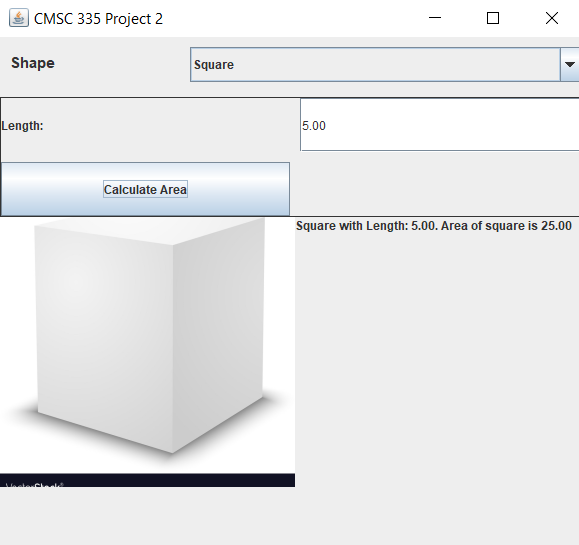 CMSC 335 Project 2
Shape
Square
Length:
5.00
Calculate Area
Square with Length: 5.00. Area of square is 25.00
VectorStock®